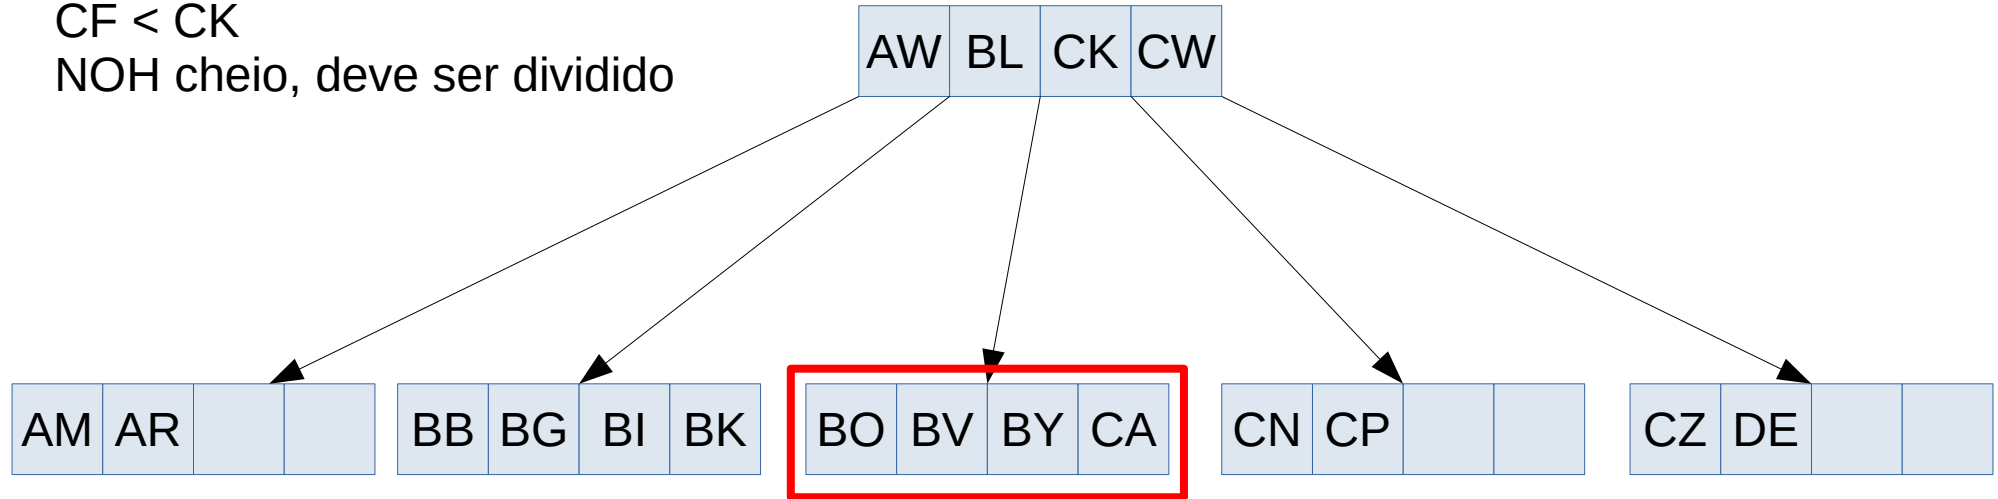 CF < CK
NOH cheio, deve ser dividido
AW BL CK CW
AM AR BB BG BI BK BO BV BY CA CN CP CZ DE